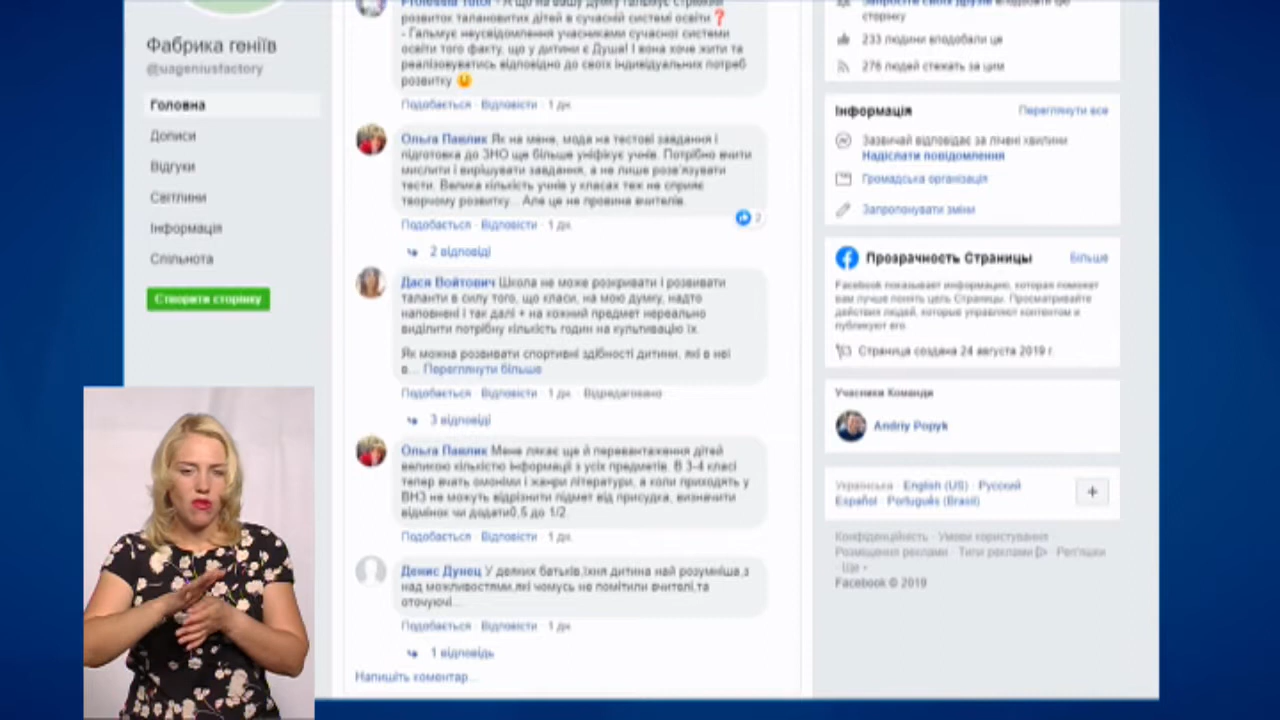 Фабрика геніїв
@uageniusfactory
Головна
Дописи
Відгуки
Світлини
Інформація
Спільнота
Створити сторінку
розвиток талановитих дітей в сучасній системі освіти ❓
- Гальмує неусвідомлення учасниками сучасної системи
освіти того факту, що у дитини є Душа! І вона хоче жити та
реалізовуватись відповідно до своїх індивідуальних потреб
розвитку 🙂
Подобається · Відповісти · 1 дн.
Ольга Павлик Як на мене, мода на тестові завдання і
підготовка до ЗНО ще більше уніфікує учнів. Потрібно вчити
мислити і вирішувати завдання, а не лише розв'язувати
тести. Велика кількість учнів у класах теж не сприяє
творчому розвитку... Але це не провина вчителів.
2
Подобається · Відповісти · 1 дн.
2 відповіді
Дася Войтович Школа не може розкривати і розвивати
таланти в силу того, що класи, на мою думку, надто
наповнені і так далі + на кожний предмет нереально
виділити потрібну кількість годин на культивацію їх.
Як можна розвивати спортивні здібності дитини, які в неї
в... Переглянути більше
Подобається · Відповісти · 1 дн. · Відредаговано
3 відповіді
Ольга Павлик Мене лякає ще й перевантаження дітей
великою кількістю інформації з усіх предметів. В 3-4 класі
тепер вчать омоніми і жанри літератури, а коли приходять у
ВНЗ не можуть відрізнити підмет від присудка, визначити
відмінок чи додати0,5 до 1/2.
Подобається · Відповісти · 1 дн.
Денис Дунец У деяких батьків,їхня дитина най розумніша,з
над можливостями,які чомусь не помітили вчителі,та
оточуючі...
Подобається · Відповісти · 1 дн.
1 відповідь
Напишіть коментар...
сторінку
233 людини вподобали це
276 людей стежать за цим
Інформація Переглянути все
Зазвичай відповідає за лічені хвилини
Надіслати повідомлення
Громадська організація
Запропонувати зміни
Прозрачность Страницы Більше
Facebook показывает информацию, которая поможет
вам лучше понять цель Страницы. Просматривайте
действия людей, которые управляют контентом и
публикуют его.
Страница создана 24 августа 2019 г.
Учасники Команди
Andriy Popyk
Українська · English (US) · Русский
Español · Português (Brasil)
+
Конфіденційність · Умови користування ·
Розміщення реклами · Типи реклами · Реп'яшки
· Ще
Facebook © 2019